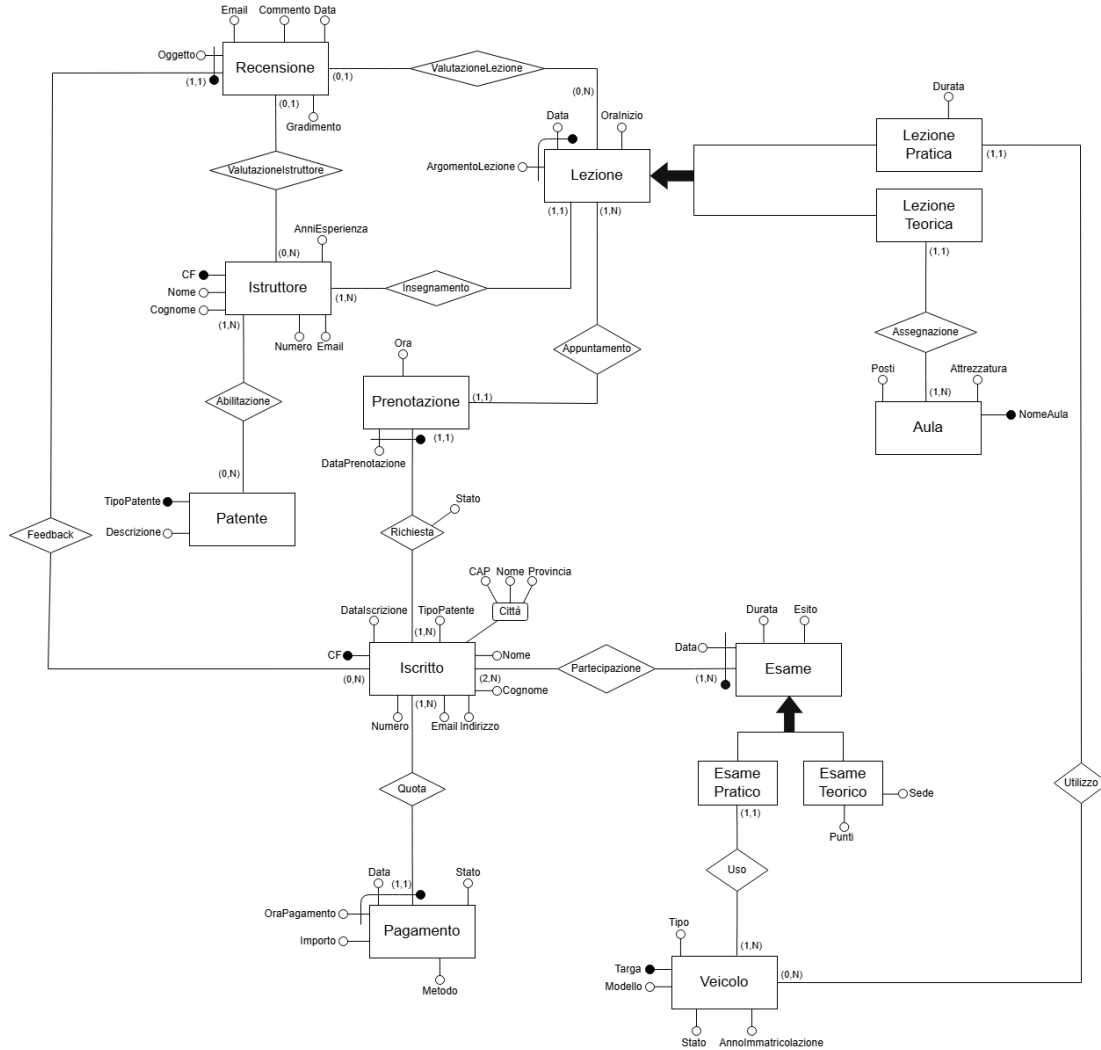 Email
Commento
Data
Oggetto
Recensione
(1,1)
(0,1)
(0,1)
Gradimento
ValutazioneLezione
(0,N)
Data
OraInizio
ArgomentoLezione
Lezione
(1,1)
(1,N)
Durata
Lezione
Pratica
(1,1)
Lezione
Teorica
(1,1)
ValutazioneIstruttore
(0,N)
AnniEsperienza
CF
Nome
Cognome
Istruttore
(1,N)
(1,N)
Numero
Email
Insegnamento
Appuntamento
Assegnazione
Ora
Prenotazione
(1,1)
(1,1)
DataPrenotazione
Posti
Attrezzatura
(1,N)
NomeAula
Aula
Abilitazione
(0,N)
TipoPatente
Descrizione
Patente
Feedback
Stato
Richiesta
CAP
Nome
Provincia
Città
DataIscrizione
TipoPatente
(1,N)
CF
Iscritto
Nome
Cognome
(0,N)
(2,N)
(1,N)
Numero
Email
Indirizzo
Partecipazione
Durata
Esito
Data
Esame
(1,N)
Esame
Pratico
(1,1)
Esame
Teorico
Sede
Punti
Utilizzo
Quota
Uso
Data
(1,1)
Stato
OraPagamento
Importo
Pagamento
Metodo
Tipo
(1,N)
Targa
Modello
Veicolo
(0,N)
Stato
AnnoImmatricolazione